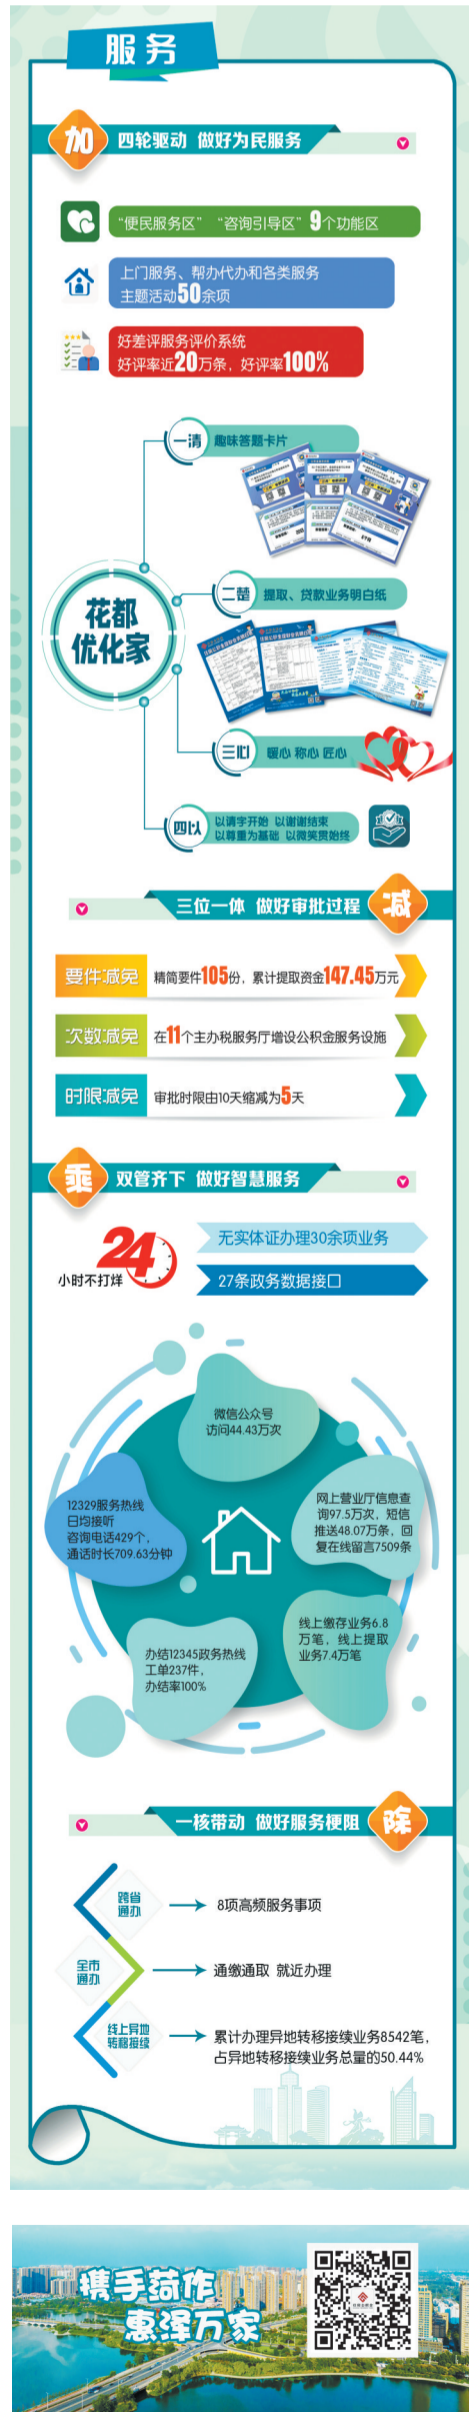 服务
加
四轮驱动 做好为民服务
“便民服务区” “咨询引导区” 9个功能区
上门服务、帮办代办和各类服务
主题活动50余项
好差评服务评价系统
好评率近20万条，好评率100%
一清
趣味答题卡片
花都
优化家
二楚
提取、贷款业务明白纸
三心
暖心 称心 匠心
四以
以请字开始 以谢谢结束
以尊重为基础 以微笑贯始终
三位一体 做好审批过程
减
要件减免
精简要件105份，累计提取资金147.45万元
次数减免
在11个主办税服务厅增设公积金服务设施
时限减免
审批时限由10天缩减为5天
乘
双管齐下 做好智慧服务
24
小时不打烊
无实体证办理30余项业务
27条政务数据接口
微信公众号
访问44.43万次
12329服务热线
日均接听
咨询电话429个，
通话时长709.63分钟
网上营业厅信息查
询97.5万次，短信
推送48.07万条，回
复在线留言7509条
线上缴存业务6.8
万笔，线上提取
业务7.4万笔
办结12345政务热线
工单237件，
办结率100%
一核带动 做好服务梗阻
除
跨省
通办
8项高频服务事项
全市
通办
通缴通取 就近办理
线上异地
转移接续
累计办理异地转移接续业务8542笔，
占异地转移接续业务总量的50.44%
携手菏作
惠泽万家